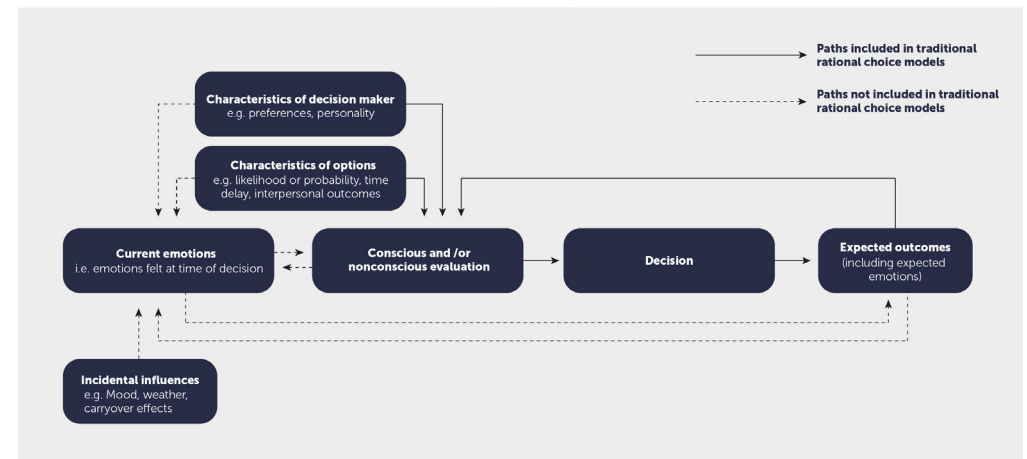 Paths included in traditional
rational choice models
Paths not included in traditional
rational choice models
Characteristics of decision maker
e.g. preferences, personality
Characteristics of options
e.g. likelihood or probability, time
delay, interpersonal outcomes
Current emotions
i.e. emotions felt at time of decision
Conscious and /or
nonconscious evaluation
Decision
Expected outcomes
(including expected
emotions)
Incidental influences
e.g. Mood, weather,
carryover effects